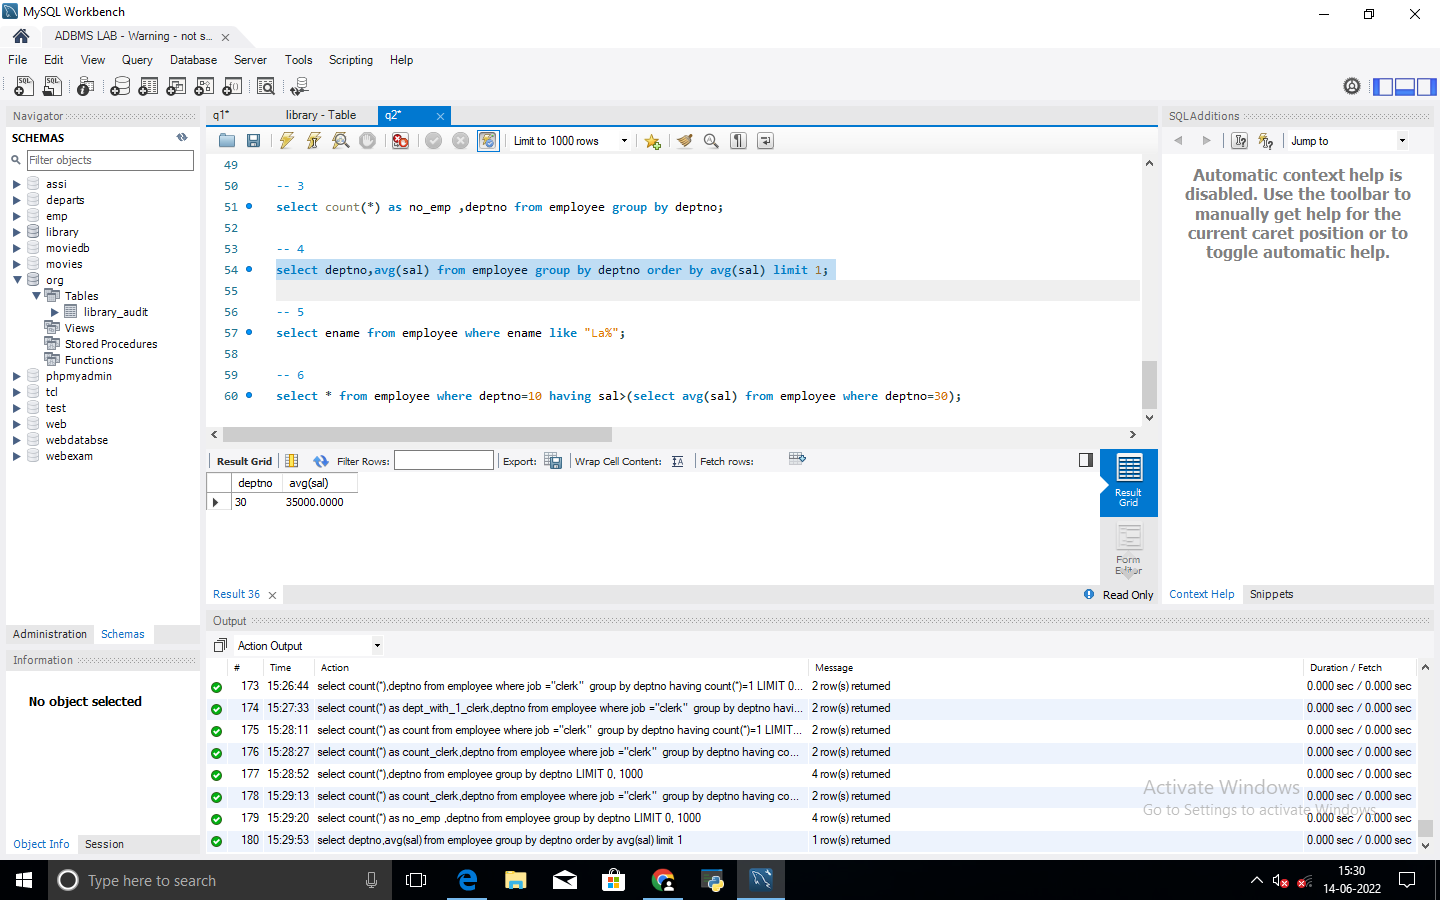 MySQL Workbench
ADBMS LAB - Warning - not s...
File Edit View Query Database Server Tools Scripting Help
Navigator
SCHEMAS
Filter objects
assi
departs
emp
library
moviedb
movies
org
Tables
library_audit
Views
Stored Procedures
Functions
phpmyadmin
tcl
test
web
webdatabse
webexam
Administration Schemas
Information
No object selected
Object Info Session
q1* library - Table q2*
Limit to 1000 rows
49
50 -- 3
51 select count(*) as no_emp ,deptno from employee group by deptno;
52
53 -- 4
54 select deptno,avg(sal) from employee group by deptno order by avg(sal) limit 1;
55
56 -- 5
57 select ename from employee where ename like "La%";
58
59 -- 6
60 select * from employee where deptno=10 having sal>(select avg(sal) from employee where deptno=30);
Result Grid Filter Rows: Export: Wrap Cell Content: Fetch rows:
deptno avg(sal)
30 35000.0000
Result Grid
Form Editor
Result 36
Read Only
SQLAdditions
Jump to
Automatic context help is
disabled. Use the toolbar to
manually get help for the
current caret position or to
toggle automatic help.
Context Help Snippets
Output
Action Output
# Time Action Message Duration / Fetch
173 15:26:44 select count(*),deptno from employee where job ="clerk" group by deptno having count(*)=1 LIMIT 0... 2 row(s) returned 0.000 sec / 0.000 sec
174 15:27:33 select count(*) as dept_with_1_clerk,deptno from employee where job ="clerk" group by deptno havi... 2 row(s) returned 0.000 sec / 0.000 sec
175 15:28:11 select count(*) as count from employee where job ="clerk" group by deptno having count(*)=1 LIMIT... 2 row(s) returned 0.000 sec / 0.000 sec
176 15:28:27 select count(*) as count_clerk,deptno from employee where job ="clerk" group by deptno having co... 2 row(s) returned 0.000 sec / 0.000 sec
177 15:28:52 select count(*),deptno from employee group by deptno LIMIT 0, 1000 4 row(s) returned 0.000 sec / 0.000 sec
178 15:29:13 select count(*) as count_clerk,deptno from employee where job ="clerk" group by deptno having co... 2 row(s) returned 0.000 sec / 0.000 sec
179 15:29:20 select count(*) as no_emp ,deptno from employee group by deptno LIMIT 0, 1000 4 row(s) returned 0.000 sec / 0.000 sec
180 15:29:53 select deptno,avg(sal) from employee group by deptno order by avg(sal) limit 1 1 row(s) returned 0.000 sec / 0.000 sec
Activate Windows
Go to Settings to activate Windows.
Type here to search
15:30
14-06-2022